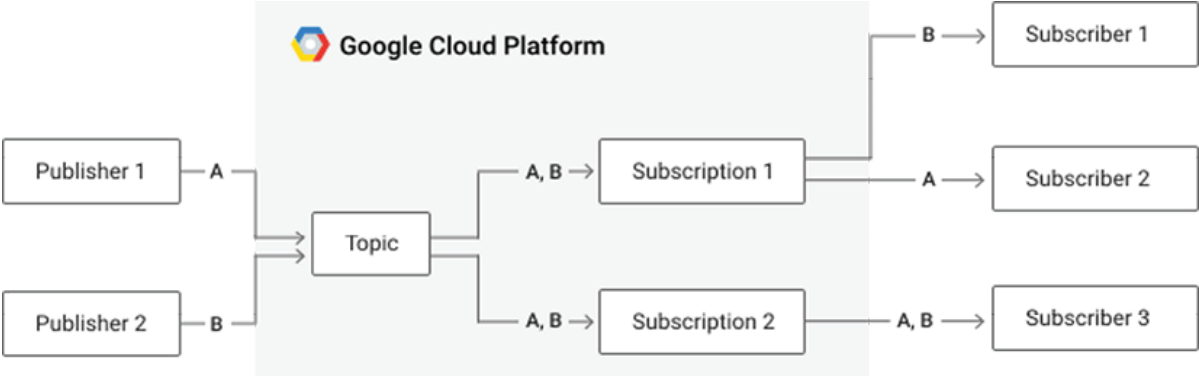 Google Cloud Platform
B
Subscriber 1
Publisher 1
A
A, B
Subscription 1
A
Subscriber 2
Topic
Publisher 2
B
A, B
Subscription 2
A, B
Subscriber 3